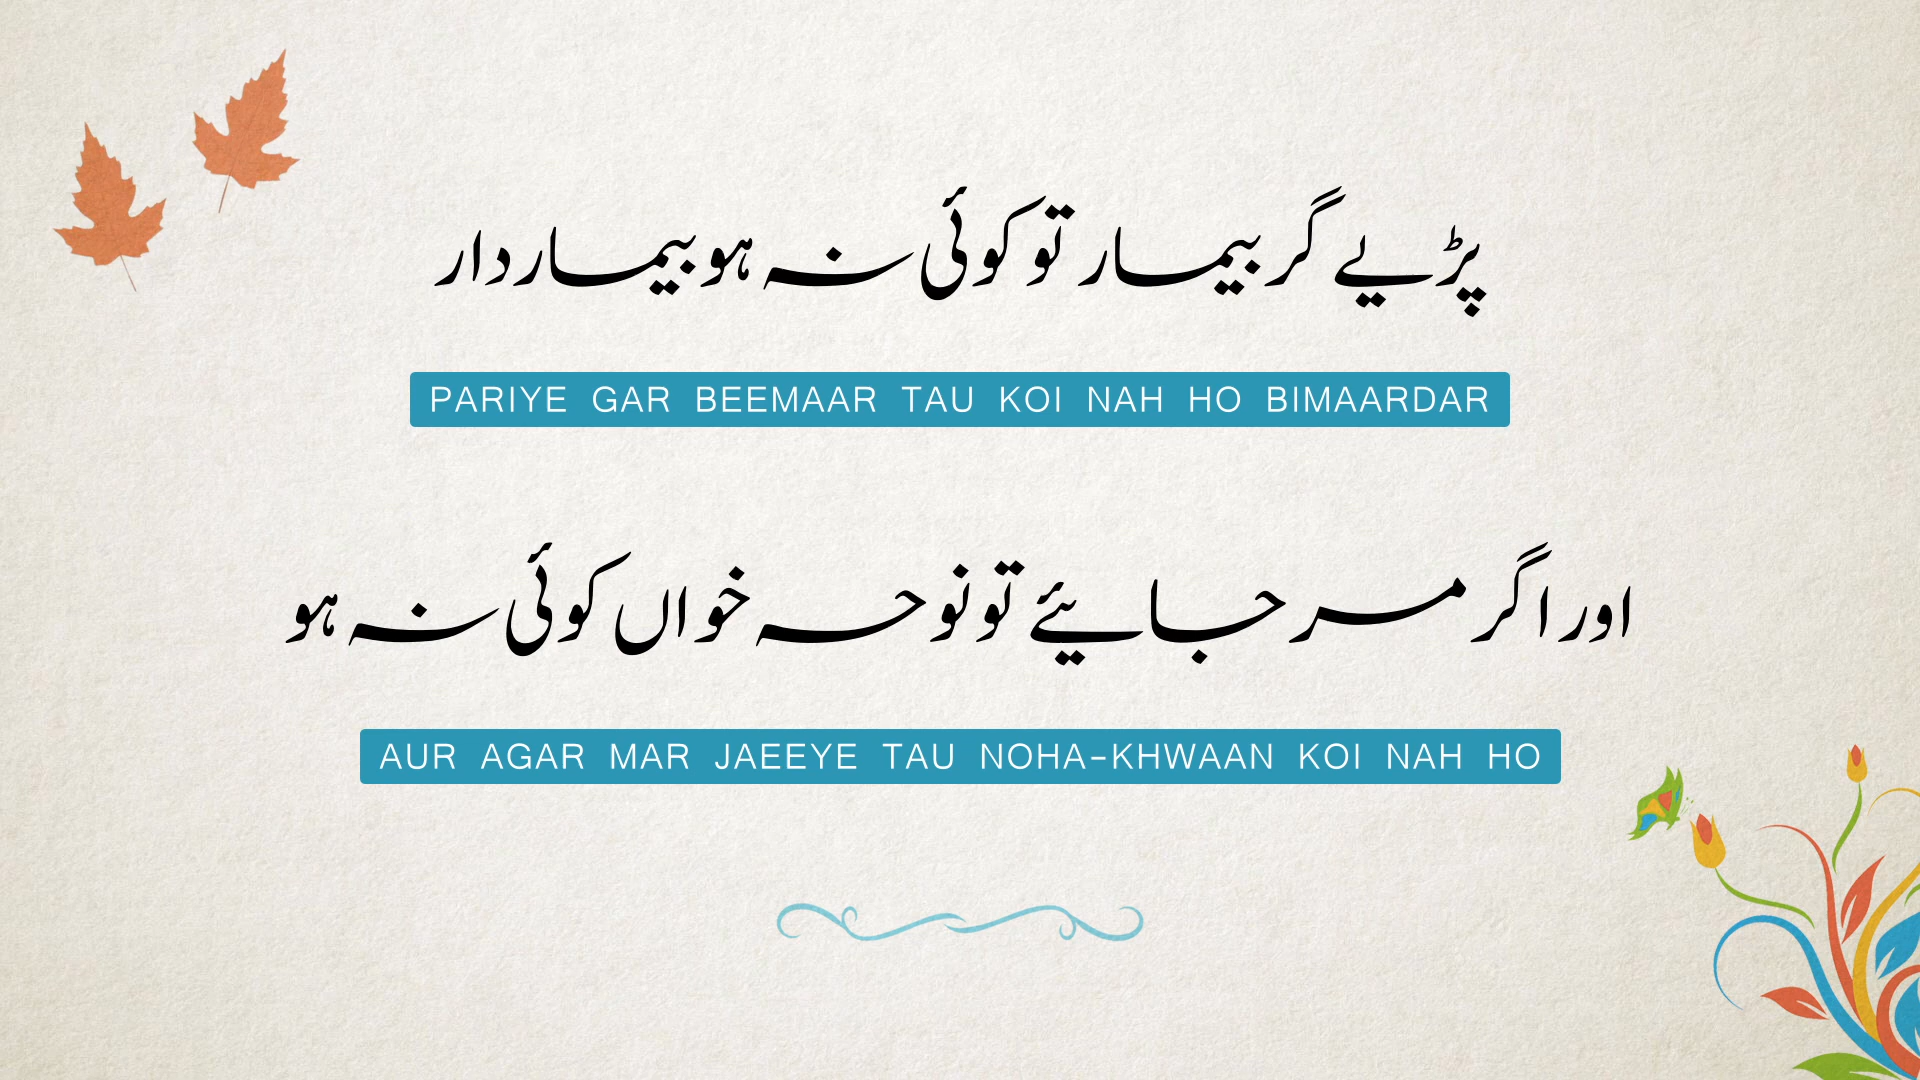 پڑیے گر بیمار تو کوئی نہ ہو بیماردار
PARIYE GAR BEEMAAR TAU KOI NAH HO BIMAARDAR
اور اگر مر جایئے تو نوحہ خواں کوئی نہ ہو
AUR AGAR MAR JAEEYE TAU NOHA-KHWAAN KOI NAH HO